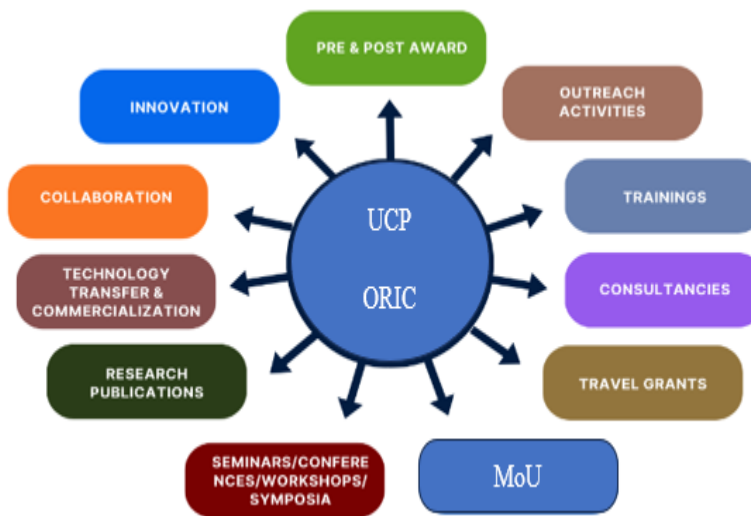 PRE & POST AWARD
INNOVATION
OUTREACH
ACTIVITIES
COLLABORATION
UCP
ORIC
TRAININGS
TECHNOLOGY
TRANSFER &
COMMERCIALIZATION
CONSULTANCIES
RESEARCH
PUBLICATIONS
TRAVEL GRANTS
SEMINARS/CONFERE
NCES/WORKSHOPS/
SYMPOSIA
MoU